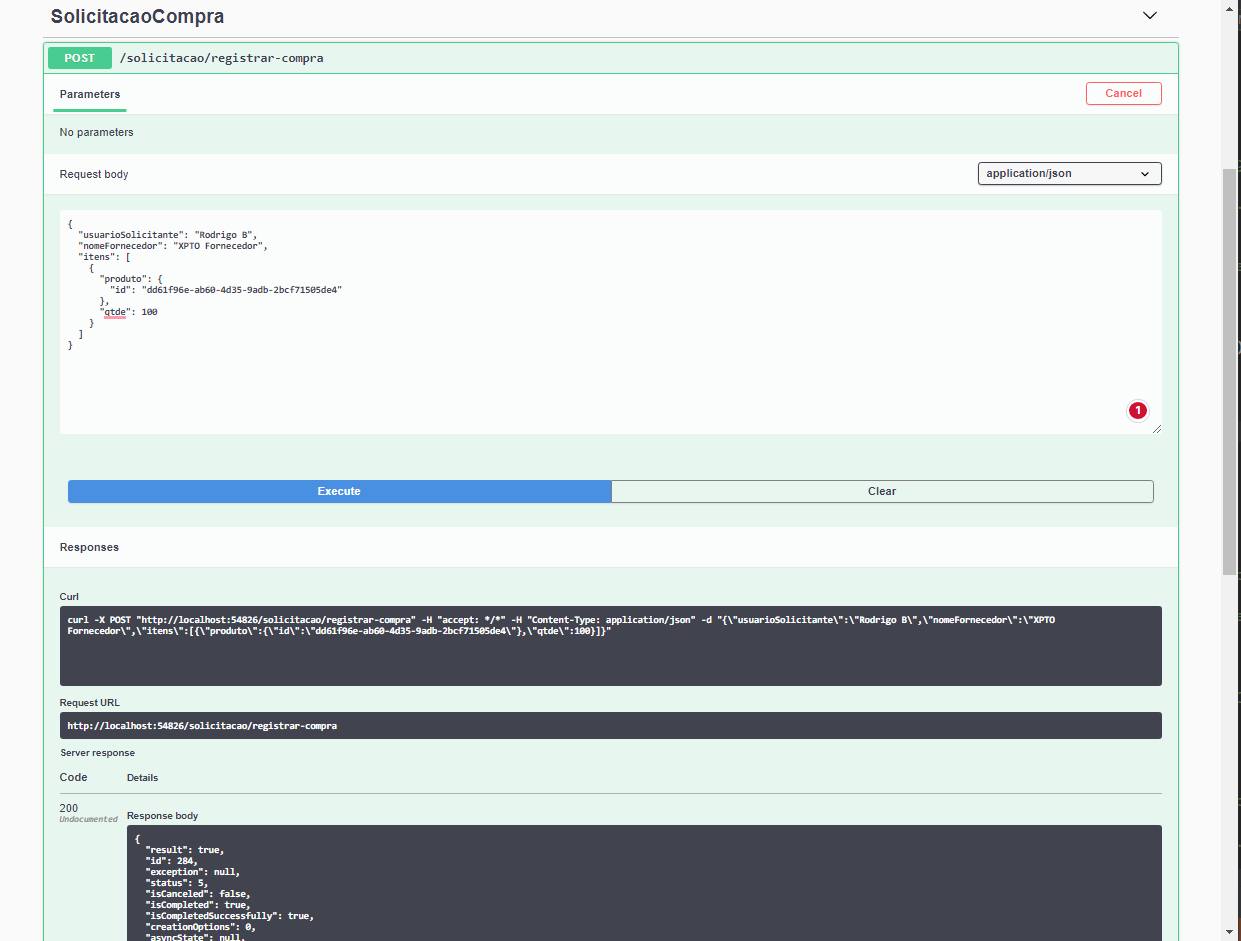 SolicitacaoCompra
POST /solicitacao/registrar-compra
Parameters
Cancel
No parameters
Request body
application/json
{
  "usuarioSolicitante": "Rodrigo B",
  "nomeFornecedor": "XPTO Fornecedor",
  "itens": [
    {
      "produto": {
        "id": "dd61f96e-ab60-4d35-9adb-2bcf71505de4"
      },
      "qtde": 100
    }
  ]
}
1
Execute
Clear
Responses
Curl
curl -X POST "http://localhost:54826/solicitacao/registrar-compra" -H "accept: */*" -H "Content-Type: application/json" -d "{\"usuarioSolicitante\":\"Rodrigo B\",\"nomeFornecedor\":\"XPTO
Fornecedor\",\"itens\":[{\"produto\":{\"id\":\"dd61f96e-ab60-4d35-9adb-2bcf71505de4\"},\"qtde\":100}]}"
Request URL
http://localhost:54826/solicitacao/registrar-compra
Server response
Code Details
200
Undocumented
Response body
{
  "result": true,
  "id": 284,
  "exception": null,
  "status": 5,
  "isCanceled": false,
  "isCompleted": true,
  "isCompletedSuccessfully": true,
  "creationOptions": 0,
  "asyncState": null,